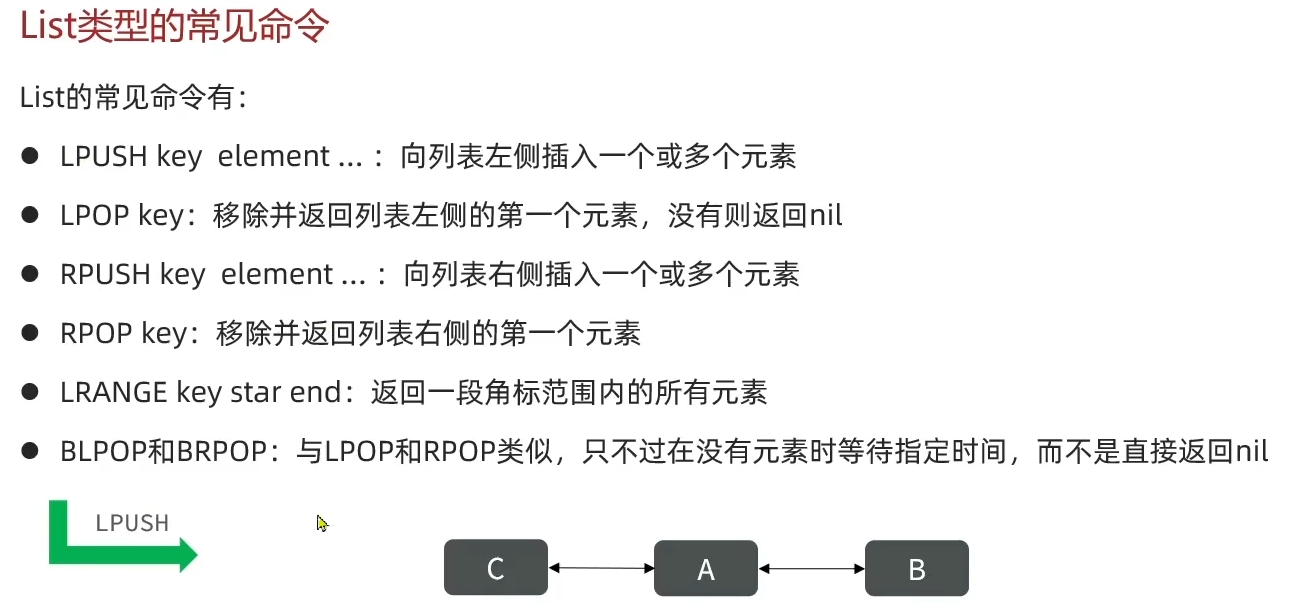 List类型的常见命令
List的常见命令有：
● LPUSH key  element ... ：向列表左侧插入一个或多个元素
● LPOP key：移除并返回列表左侧的第一个元素，没有则返回nil
● RPUSH key  element ... ：向列表右侧插入一个或多个元素
● RPOP key：移除并返回列表右侧的第一个元素
● LRANGE key star end：返回一段角标范围内的所有元素
● BLPOP和BRPOP：与LPOP和RPOP类似，只不过在没有元素时等待指定时间，而不是直接返回nil
LPUSH
C A B